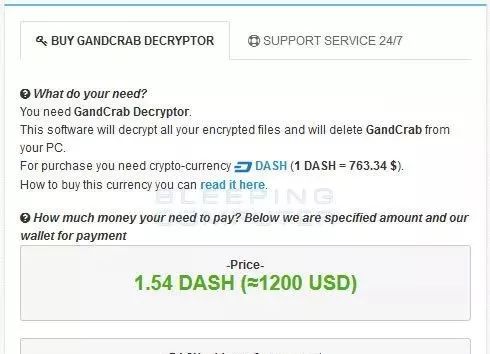 BUY GANDCRAB DECRYPTOR
SUPPORT SERVICE 24/7
What do your need?
You need GandCrab Decryptor.
This software will decrypt all your encrypted files and will delete GandCrab from
your PC.
For purchase you need crypto-currency DASH (1 DASH = 763.34 $).
How to buy this currency you can read it here.
BLEEPING
COMPUTER
How much money your need to pay? Below we are specified amount and our
wallet for payment
-Price-
1.54 DASH (≈1200 USD)